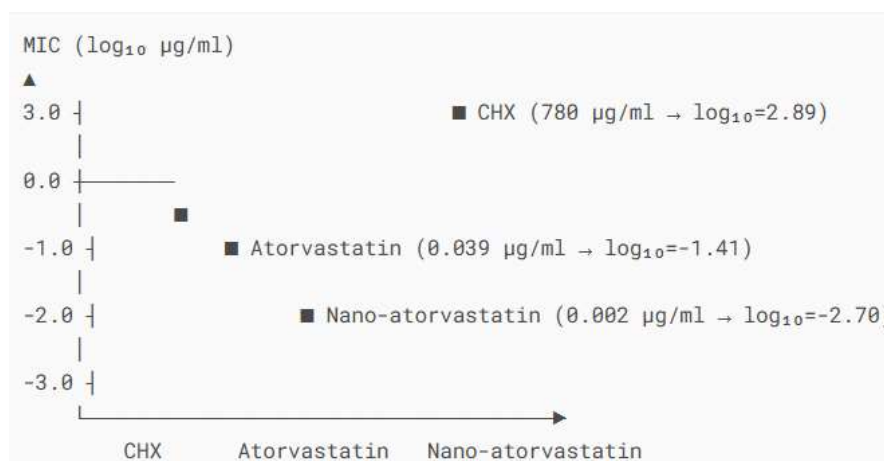 MIC (log₁₀ µg/ml)
▲
3.0 ┤ ■ CHX (780 µg/ml → log₁₀=2.89)
│
0.0 ┼──────
│ ■
-1.0 ┤ ■ Atorvastatin (0.039 µg/ml → log₁₀=-1.41)
│
-2.0 ┤ ■ Nano-atorvastatin (0.002 µg/ml → log₁₀=-2.70)
│
-3.0 ┤
└──────────────────────────────▶
CHX Atorvastatin Nano-atorvastatin